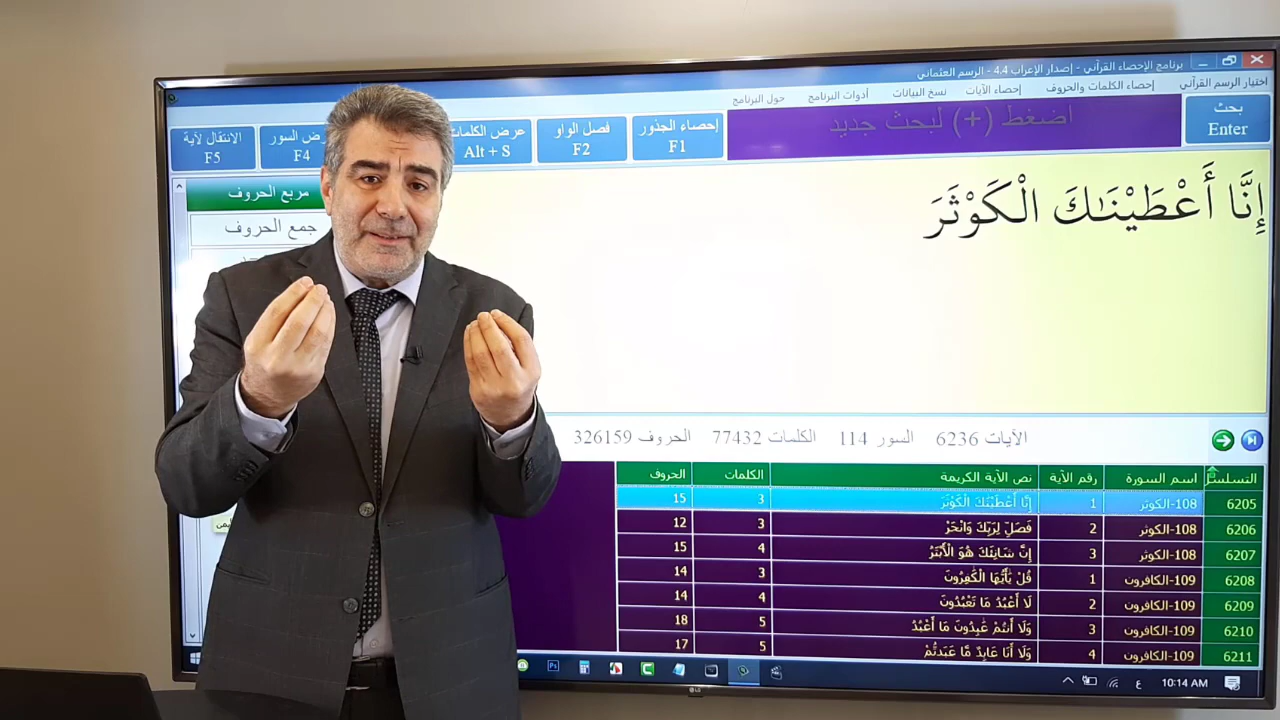 برنامج الإحصاء القرآني - إصدار الإعراب 4.4 - الرسم العثماني
اختيار الرسم القرآني إحصاء الكلمات والحروف إحصاء الآيات نسخ البيانات أدوات البرنامج حول البرنامج
بحث
Enter
اضغط (+) لبحث جديد
إحصاء الجذور
F1
فصل الواو
F2
عرض الكلمات
Alt + S
ض السور
F4
الانتقال لآية
F5
مربع الحروف
جمع الحروف
إِنَّا أَعْطَيْنَـٰكَ الْكَوْثَرَ
الآيات 6236 السور 114 الكلمات 77432 الحروف 326159
التسلسل اسم السورة رقم الآية نص الآية الكريمة الكلمات الحروف
6205 108-الكوثر 1 إِنَّا أَعْطَيْنَـٰكَ الْكَوْثَرَ 3 15
6206 108-الكوثر 2 فَصَلِّ لِرَبِّكَ وَانْحَرْ 3 12
6207 108-الكوثر 3 إِنَّ شَانِئَكَ هُوَ الْأَبْتَرُ 4 15
6208 109-الكافرون 1 قُلْ يَـٰٓأَيُّهَا الْكَـٰفِرُونَ 3 14
6209 109-الكافرون 2 لَا أَعْبُدُ مَا تَعْبُدُونَ 4 14
6210 109-الكافرون 3 وَلَا أَنتُمْ عَـٰبِدُونَ مَا أَعْبُدُ 5 18
6211 109-الكافرون 4 وَلَا أَنَا عَابِدٌ مَّا عَبَدتُّمْ 5 17
10:14 AM ع
LG